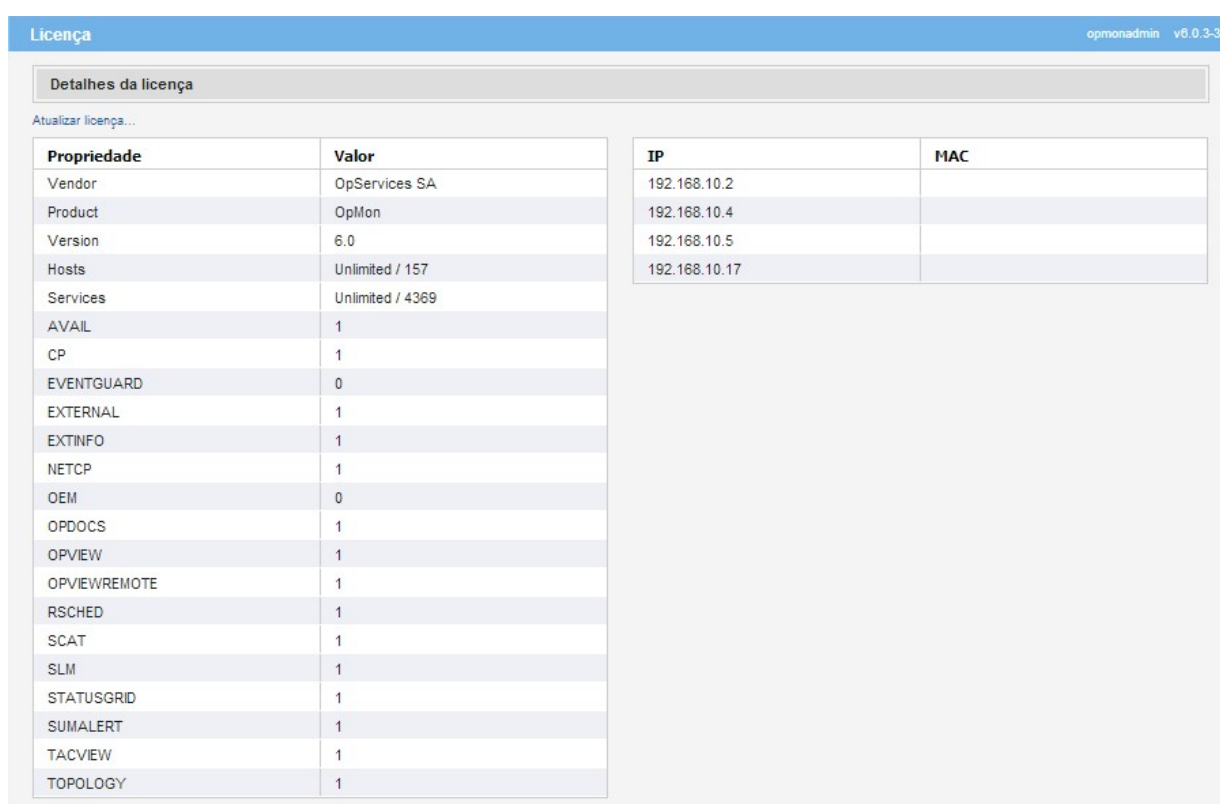 Licença opmonadmin v6.0.3-3
Detalhes da licença
Atualizar licença...
Propriedade Valor
Vendor OpServices SA
Product OpMon
Version 6.0
Hosts Unlimited / 157
Services Unlimited / 4369
AVAIL 1
CP 1
EVENTGUARD 0
EXTERNAL 1
EXTINFO 1
NETCP 1
OEM 0
OPDOCS 1
OPVIEW 1
OPVIEWREMOTE 1
RSCHED 1
SCAT 1
SLM 1
STATUSGRID 1
SUMALERT 1
TACVIEW 1
TOPOLOGY 1
IP MAC
192.168.10.2
192.168.10.4
192.168.10.5
192.168.10.17